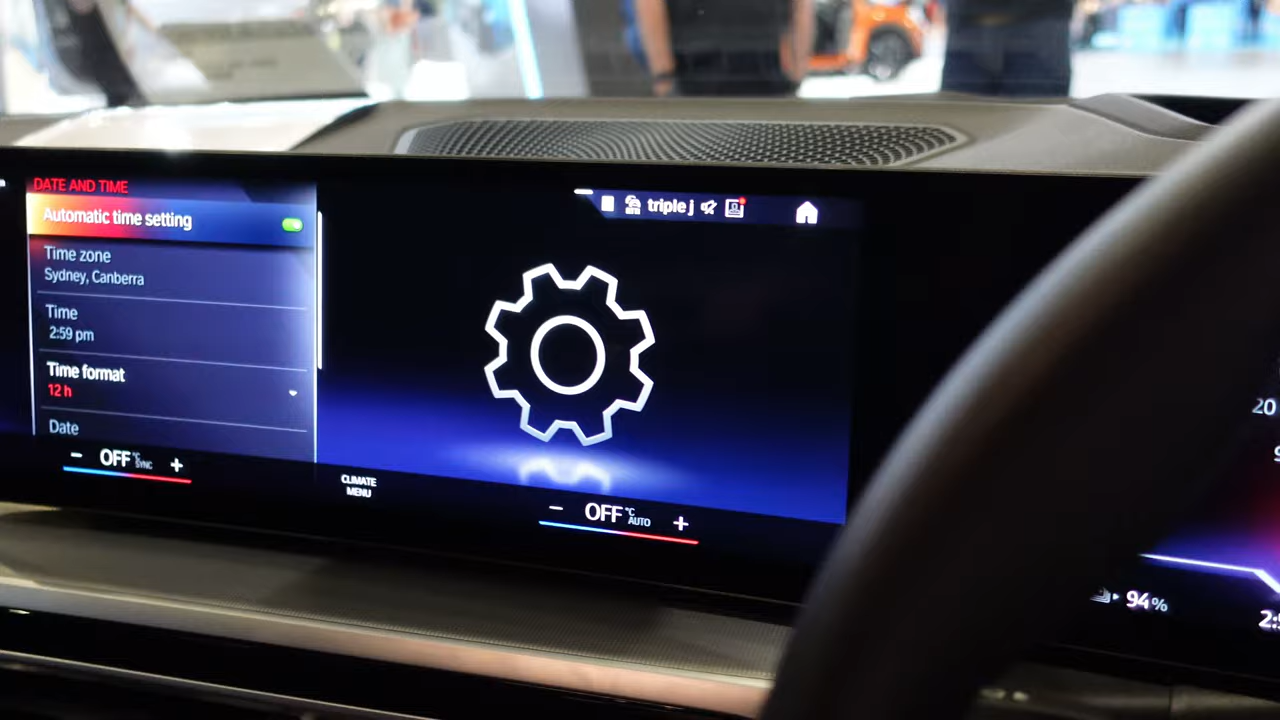 DATE AND TIME
Automatic time setting
Time zone
Sydney, Canberra
Time
2:59 pm
Time format
12 h
Date
triple j
- OFF °C SYNC +
CLIMATE
MENU
- OFF °C AUTO +
20
94 %